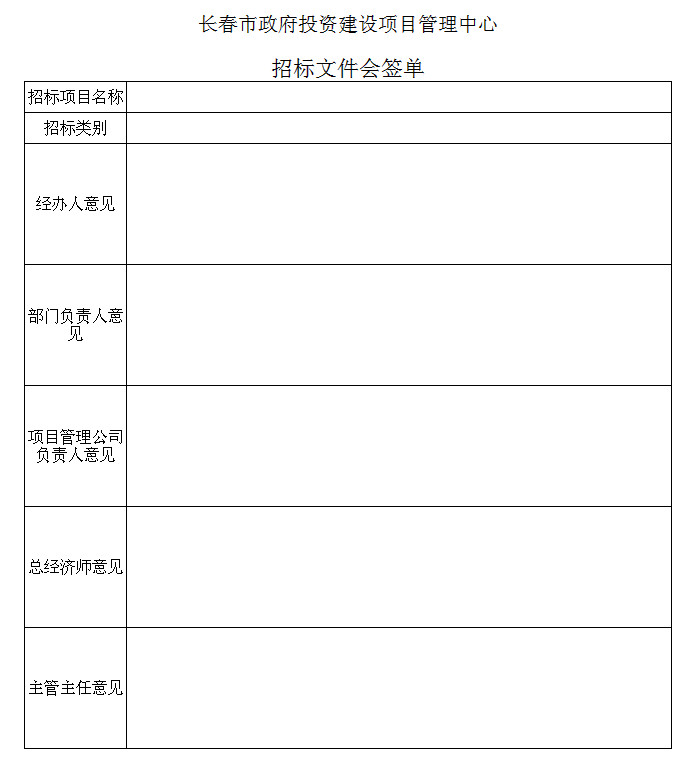 长春市政府投资建设项目管理中心
招标文件会签单
招标项目名称
招标类别
经办人意见
部门负责人意
见
项目管理公司
负责人意见
总经济师意见
主管主任意见